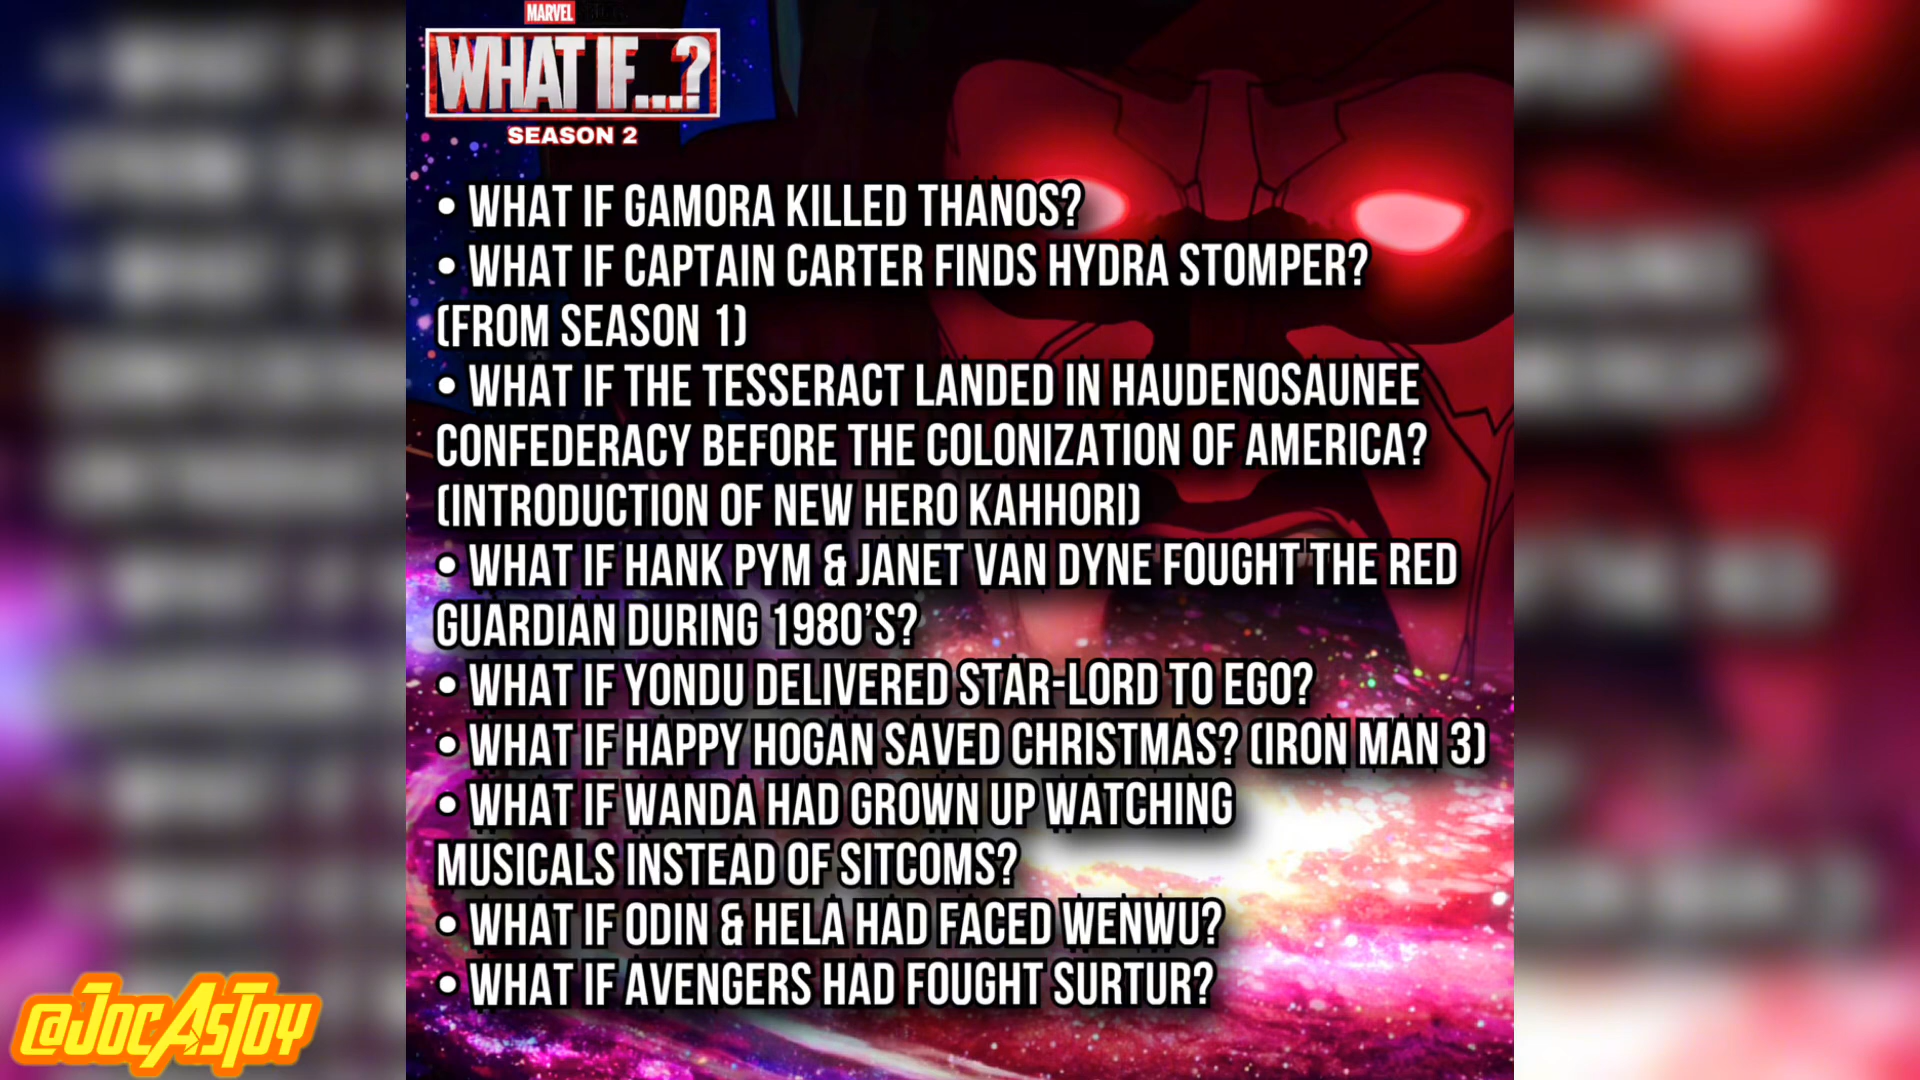 MARVEL
WHAT IF...?
SEASON 2
• WHAT IF GAMORA KILLED THANOS?
• WHAT IF CAPTAIN CARTER FINDS HYDRA STOMPER?
(FROM SEASON 1)
• WHAT IF THE TESSERACT LANDED IN HAUDENOSAUNEE
CONFEDERACY BEFORE THE COLONIZATION OF AMERICA?
(INTRODUCTION OF NEW HERO KAHHORI)
• WHAT IF HANK PYM & JANET VAN DYNE FOUGHT THE RED
GUARDIAN DURING 1980'S?
• WHAT IF YONDU DELIVERED STAR-LORD TO EGO?
• WHAT IF HAPPY HOGAN SAVED CHRISTMAS? (IRON MAN 3)
• WHAT IF WANDA HAD GROWN UP WATCHING
MUSICALS INSTEAD OF SITCOMS?
• WHAT IF ODIN & HELA HAD FACED WENWU?
• WHAT IF AVENGERS HAD FOUGHT SURTUR?
@JOCASTOY